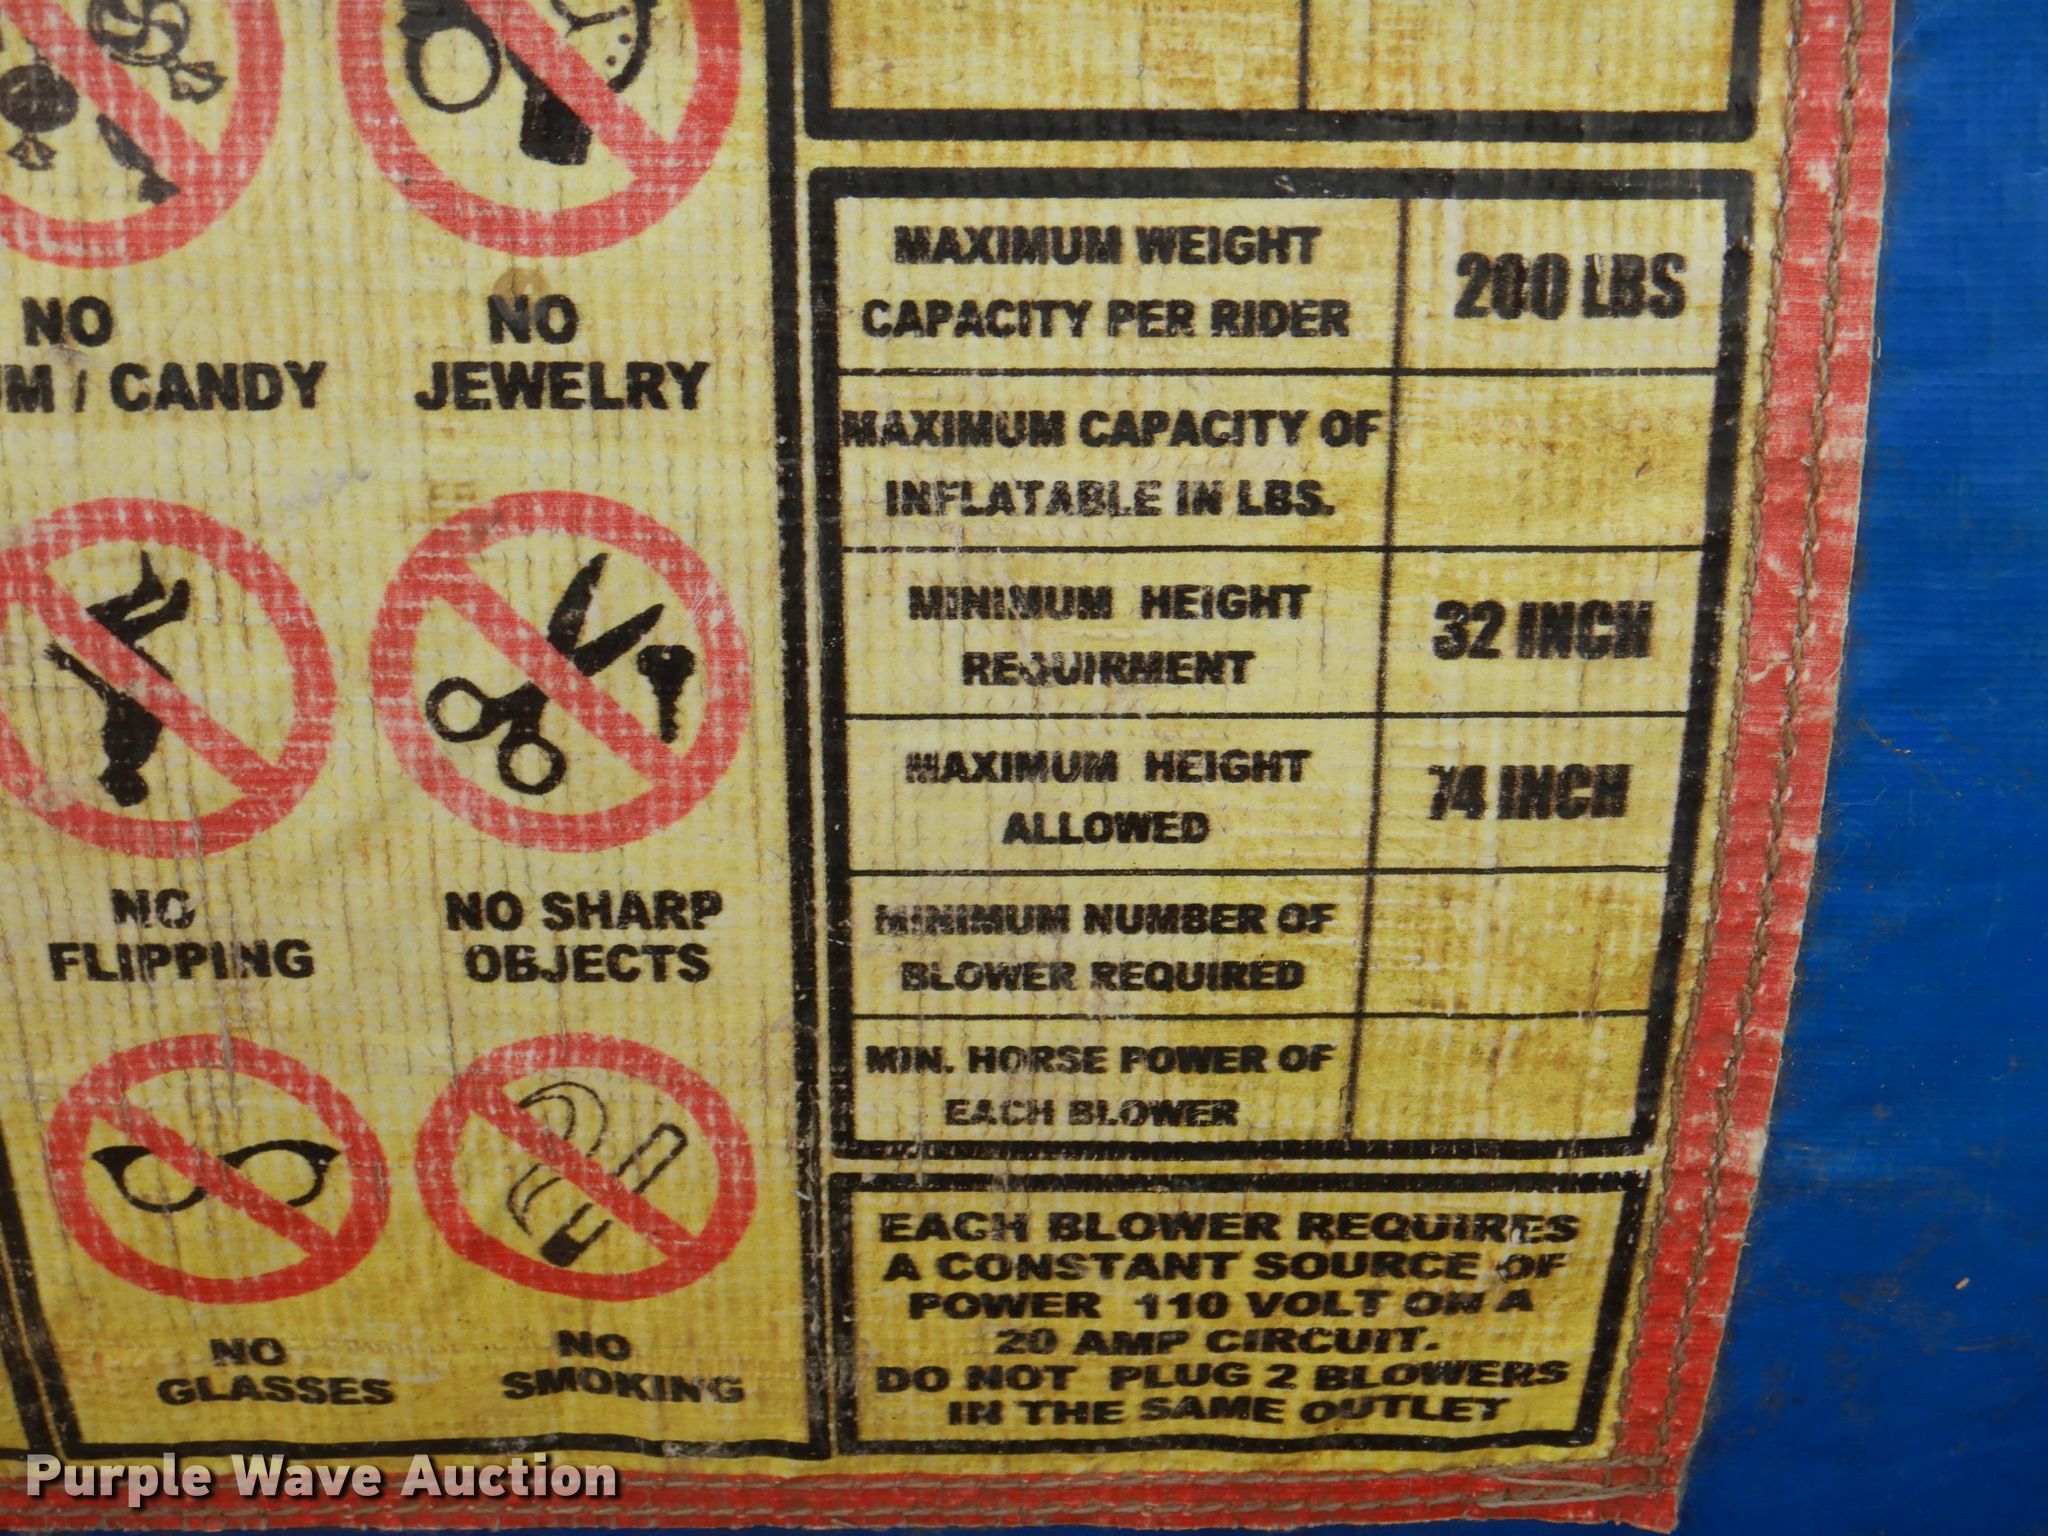 NO
UM / CANDY
NO
JEWELRY
NO
FLIPPING
NO SHARP
OBJECTS
NO
GLASSES
NO
SMOKING
MAXIMUM WEIGHT
CAPACITY PER RIDER
200 LBS
MAXIMUM CAPACITY OF
INFLATABLE IN LBS.
MINIMUM HEIGHT
REQUIRMENT
32 INCH
MAXIMUM HEIGHT
ALLOWED
74 INCH
MINIMUM NUMBER OF
BLOWER REQUIRED
MIN. HORSE POWER OF
EACH BLOWER
EACH BLOWER REQUIRES
A CONSTANT SOURCE OF
POWER 110 VOLT ON A
20 AMP CIRCUIT.
DO NOT PLUG 2 BLOWERS
IN THE SAME OUTLEY
Purple Wave Auction